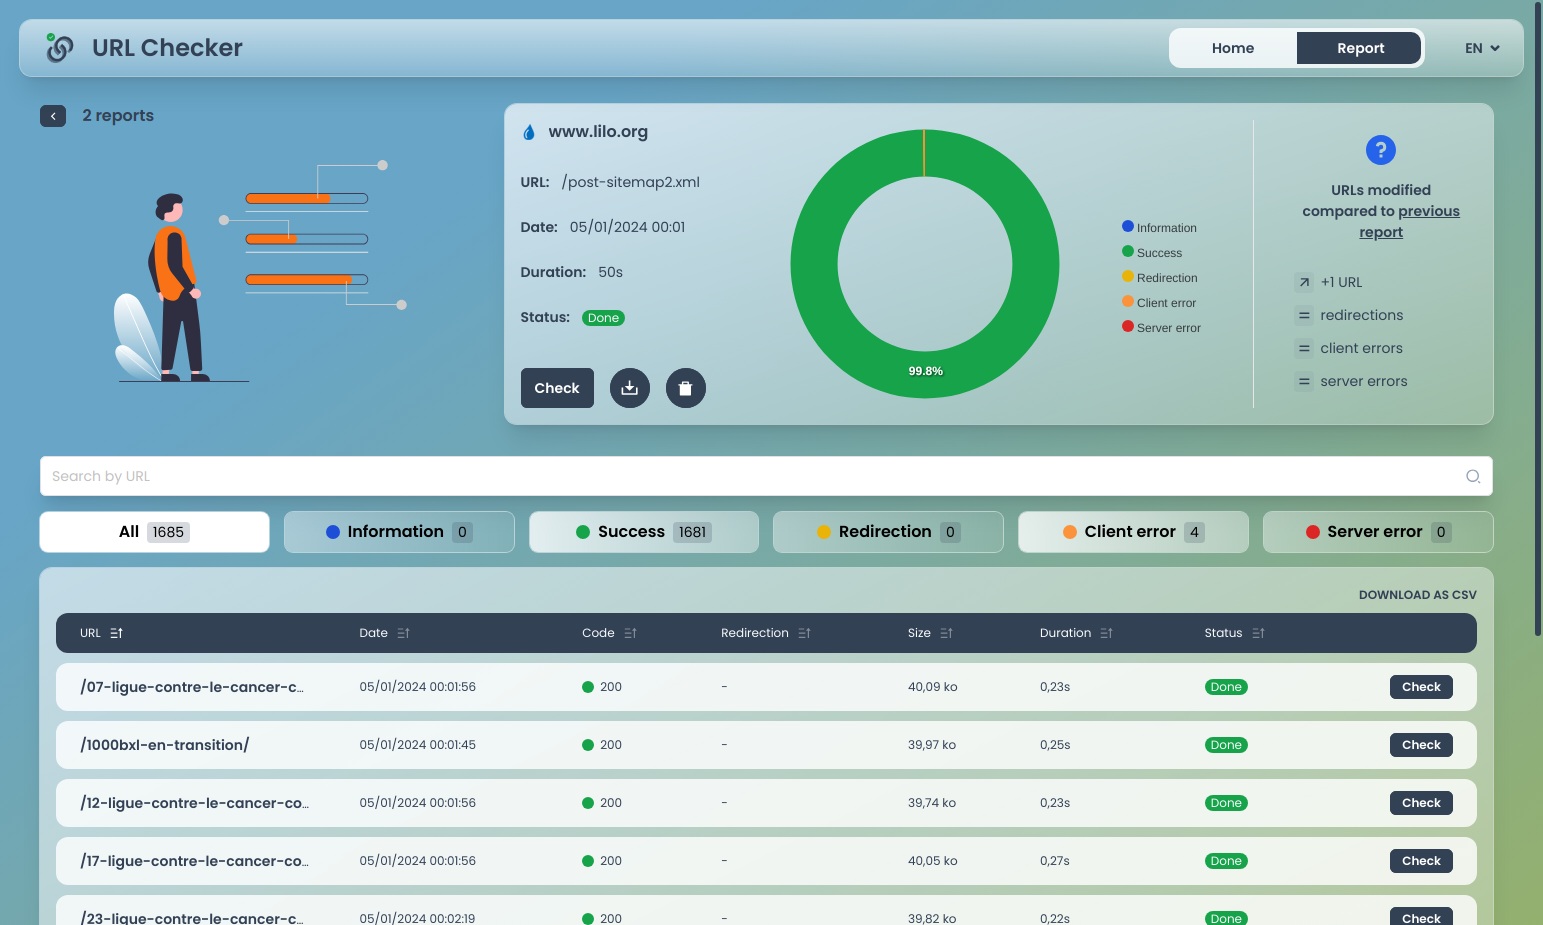 URL Checker
Home
Report
EN
2 reports
www.lilo.org
URL: /post-sitemap2.xml
Date: 05/01/2024 00:01
Duration: 50s
Status: Done
Check
99.8%
Information
Success
Redirection
Client error
Server error
?
URLs modified
compared to previous
report
+1 URL
= redirections
= client errors
= server errors
Search by URL
All 1685
Information 0
Success 1681
Redirection 0
Client error 4
Server error 0
DOWNLOAD AS CSV
URL Date Code Redirection Size Duration Status
/07-ligue-contre-le-cancer-c... 05/01/2024 00:01:56 200 - 40,09 ko 0,23s Done Check
/1000bxl-en-transition/ 05/01/2024 00:01:45 200 - 39,97 ko 0,25s Done Check
/12-ligue-contre-le-cancer-co... 05/01/2024 00:01:56 200 - 39,74 ko 0,23s Done Check
/17-ligue-contre-le-cancer-co... 05/01/2024 00:01:56 200 - 40,05 ko 0,27s Done Check
/23-ligue-contre-le-cancer-c... 05/01/2024 00:02:19 200 - 39,82 ko 0,22s Done Check